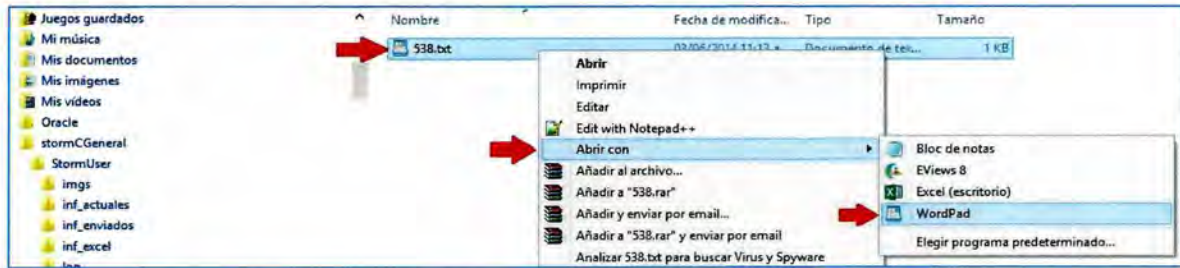 Juegos guardados
Mi música
Mis documentos
Mis imágenes
Mis vídeos
Oracle
stormCGeneral
StormUser
imgs
inf_actuales
inf_enviados
inf_excel
Nombre Fecha de modifica... Tipo Tamaño
538.txt 1 KB
Abrir
Imprimir
Editar
Edit with Notepad++
Abrir con
Añadir al archivo...
Añadir a "538.rar"
Añadir y enviar por email...
Añadir a "538.rar" y enviar por email
Analizar 538.txt para buscar Virus y Spyware
Bloc de notas
EViews 8
Excel (escritorio)
WordPad
Elegir programa predeterminado...